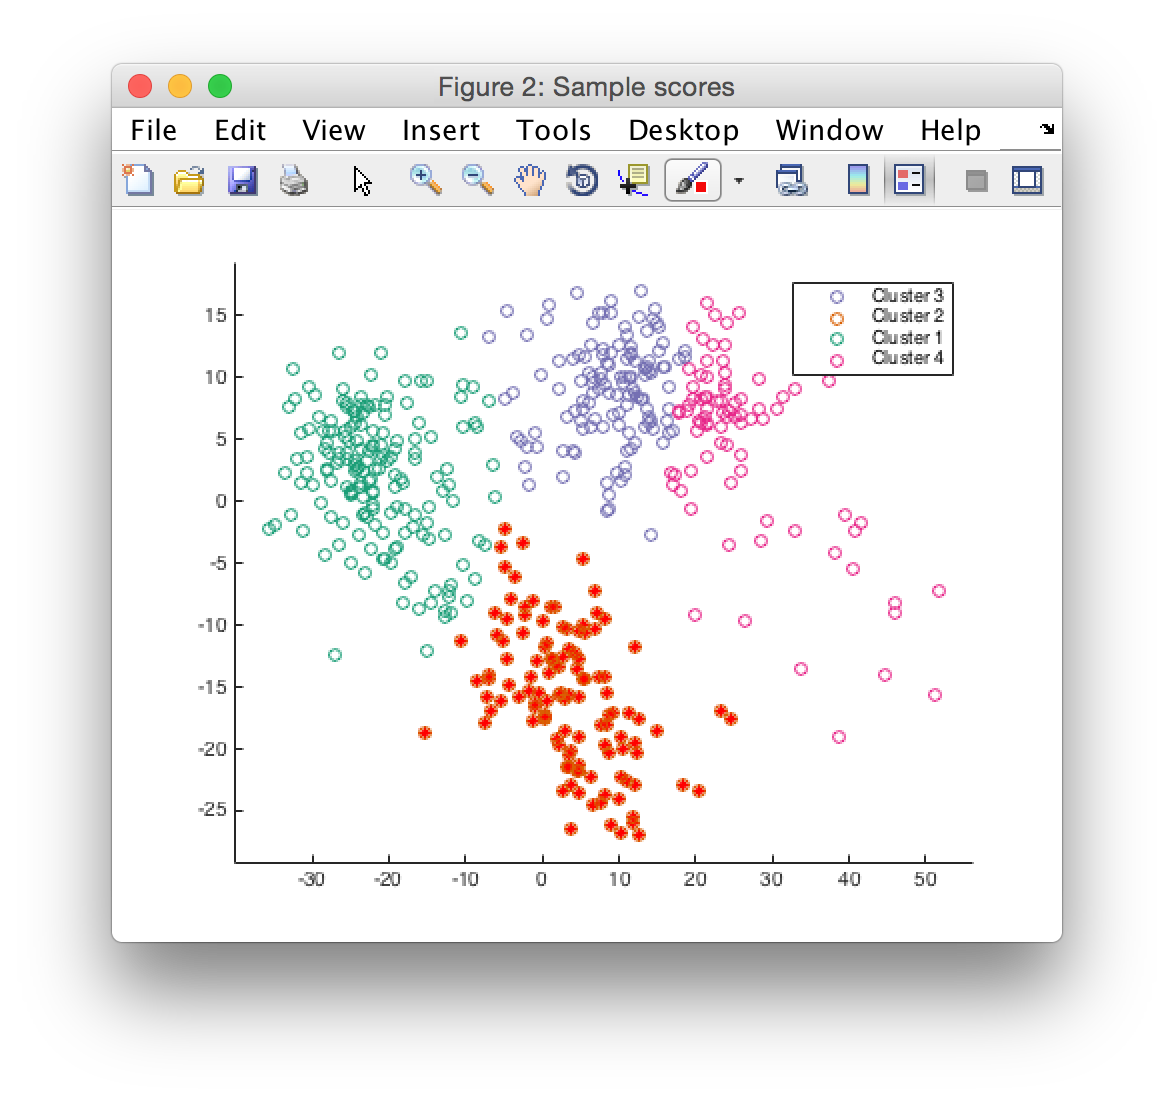 Figure 2: Sample scores
File Edit View Insert Tools Desktop Window Help
Cluster 3
Cluster 2
Cluster 1
Cluster 4
15
10
5
0
-5
-10
-15
-20
-25
-30 -20 -10 0 10 20 30 40 50